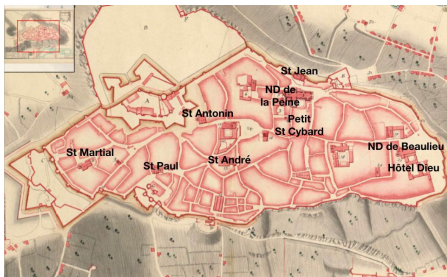 St Jean
ND de
la Peine
St Antonin
Petit
St Cybard
ND de Beaulieu
St Martial
St Paul
St André
Hôtel Dieu
A